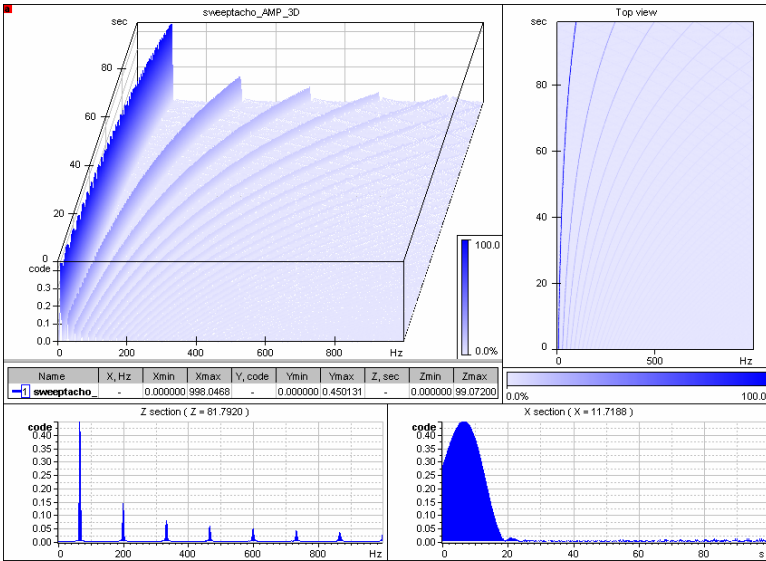 a
sweeptacho_AMP_3D
sec
80
60
40
20
0
code
0.3
0.2
0.1
0.0
0 200 400 600 800 Hz
100.0
0.0%
Top view
sec
80
60
40
20
0
0 500 Hz
0.0% 100.0
Name X, Hz Xmin Xmax Y, code Ymin Ymax Z, sec Zmin Zmax
1 sweeptacho_ - 0.000000 998.0468 - 0.000000 0.450131 - 0.000000 99.07200
Z section ( Z = 81.7920 )
code
0.40
0.35
0.30
0.25
0.20
0.15
0.10
0.05
0.00
0 200 400 600 800 Hz
X section ( X = 11.7188 )
code
0.40
0.35
0.30
0.25
0.20
0.15
0.10
0.05
0.00
0 20 40 60 80 s